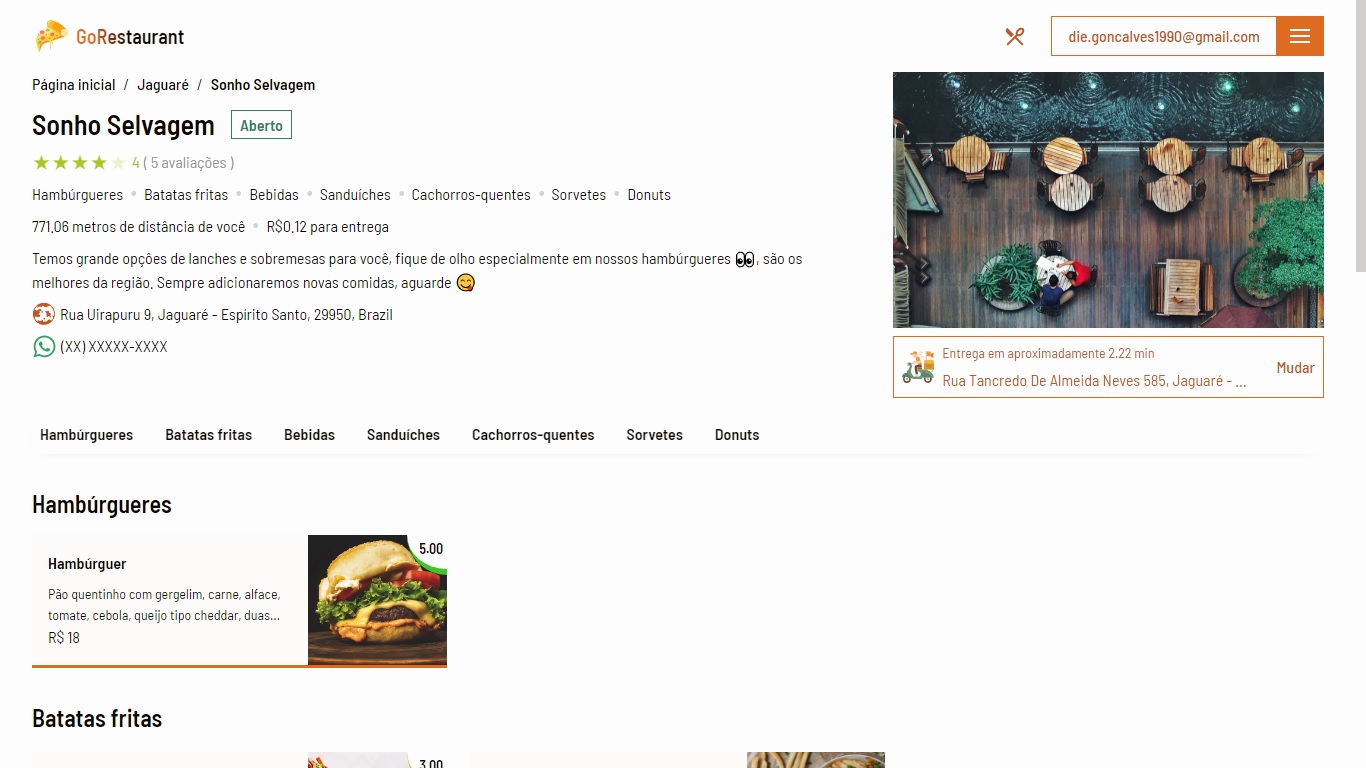 GoRestaurant
die.goncalves1990@gmail.com
Página inicial / Jaguaré / Sonho Selvagem
Sonho Selvagem Aberto
4 ( 5 avaliações )
Hambúrgueres • Batatas fritas • Bebidas • Sanduíches • Cachorros-quentes • Sorvetes • Donuts
771.06 metros de distância de você • R$0.12 para entrega
Temos grande opções de lanches e sobremesas para você, fique de olho especialmente em nossos hambúrgueres 👀, são os
melhores da região. Sempre adicionaremos novas comidas, aguarde 😋
Rua Uirapuru 9, Jaguaré - Espírito Santo, 29950, Brazil
(XX) XXXXX-XXXX
Entrega em aproximadamente 2.22 min
Rua Tancredo De Almeida Neves 585, Jaguaré - ...
Mudar
Hambúrgueres Batatas fritas Bebidas Sanduíches Cachorros-quentes Sorvetes Donuts
Hambúrgueres
Hambúrguer
5.00
Pão quentinho com gergelim, carne, alface,
tomate, cebola, queijo tipo cheddar, duas...
R$ 18
Batatas fritas
3.00